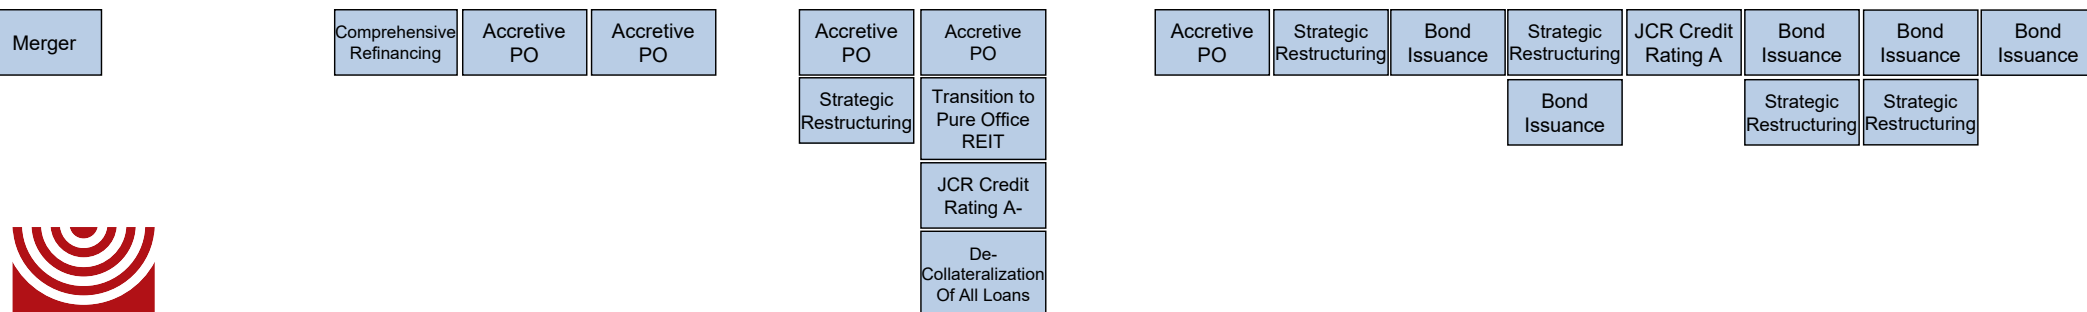 Merger
Comprehensive
Refinancing
Accretive
PO
Accretive
PO
Accretive
PO
Strategic
Restructuring
Accretive
PO
Transition to
Pure Office
REIT
JCR Credit
Rating A-
De-
Collateralization
Of All Loans
Accretive
PO
Strategic
Restructuring
Bond
Issuance
Strategic
Restructuring
Bond
Issuance
JCR Credit
Rating A
Bond
Issuance
Strategic
Restructuring
Bond
Issuance
Strategic
Restructuring
Bond
Issuance